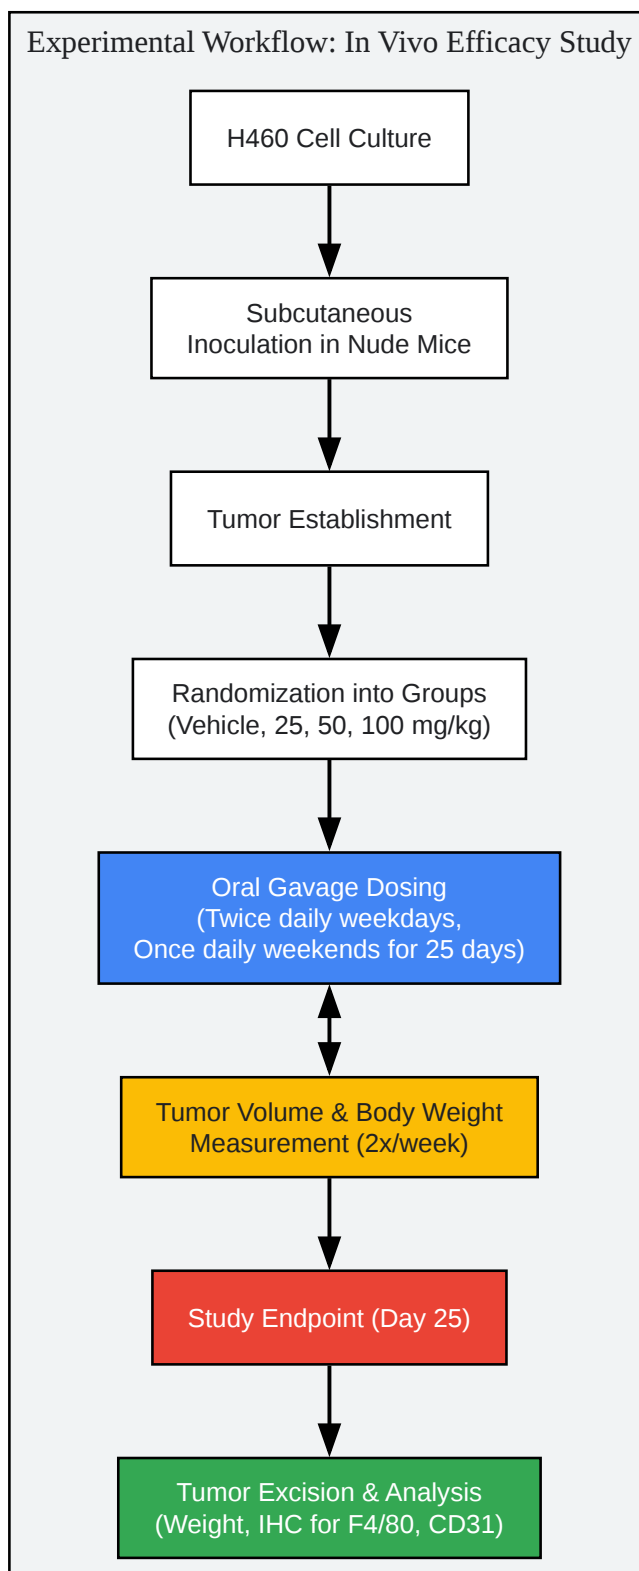 Experimental Workflow: In Vivo Efficacy Study
H460 Cell Culture
Subcutaneous
Inoculation in Nude Mice
Tumor Establishment
Randomization into Groups
(Vehicle, 25, 50, 100 mg/kg)
Oral Gavage Dosing
(Twice daily weekdays,
Once daily weekends for 25 days)
Tumor Volume & Body Weight
Measurement (2x/week)
Study Endpoint (Day 25)
Tumor Excision & Analysis
(Weight, IHC for F4/80, CD31)